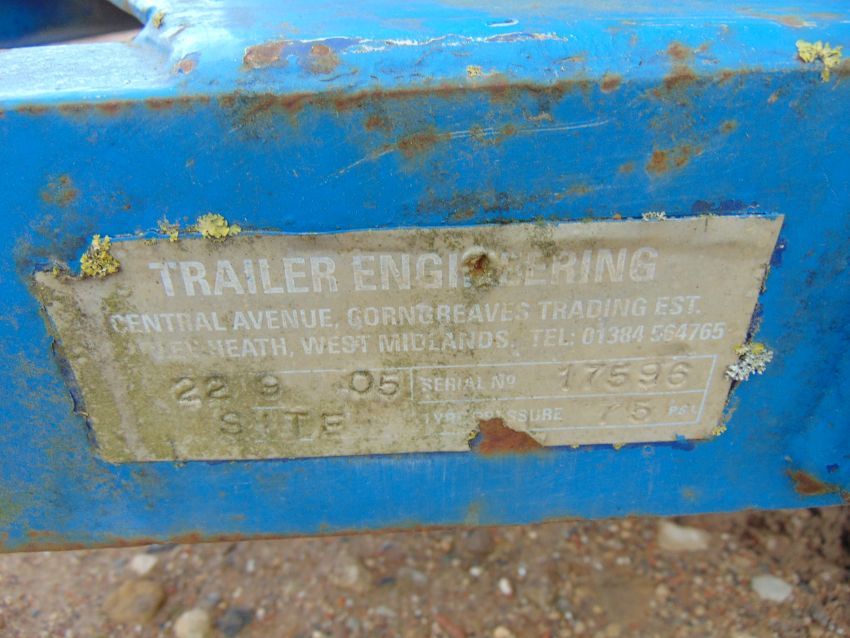 TRAILER ENGINEERING
CENTRAL AVENUE, CORNGREAVES TRADING EST.
HEATH, WEST MIDLANDS. TEL: 01384 564765
22 9 05 SERIAL Nº 17596
SITE TYRE PRESSURE 75 P.S.I.